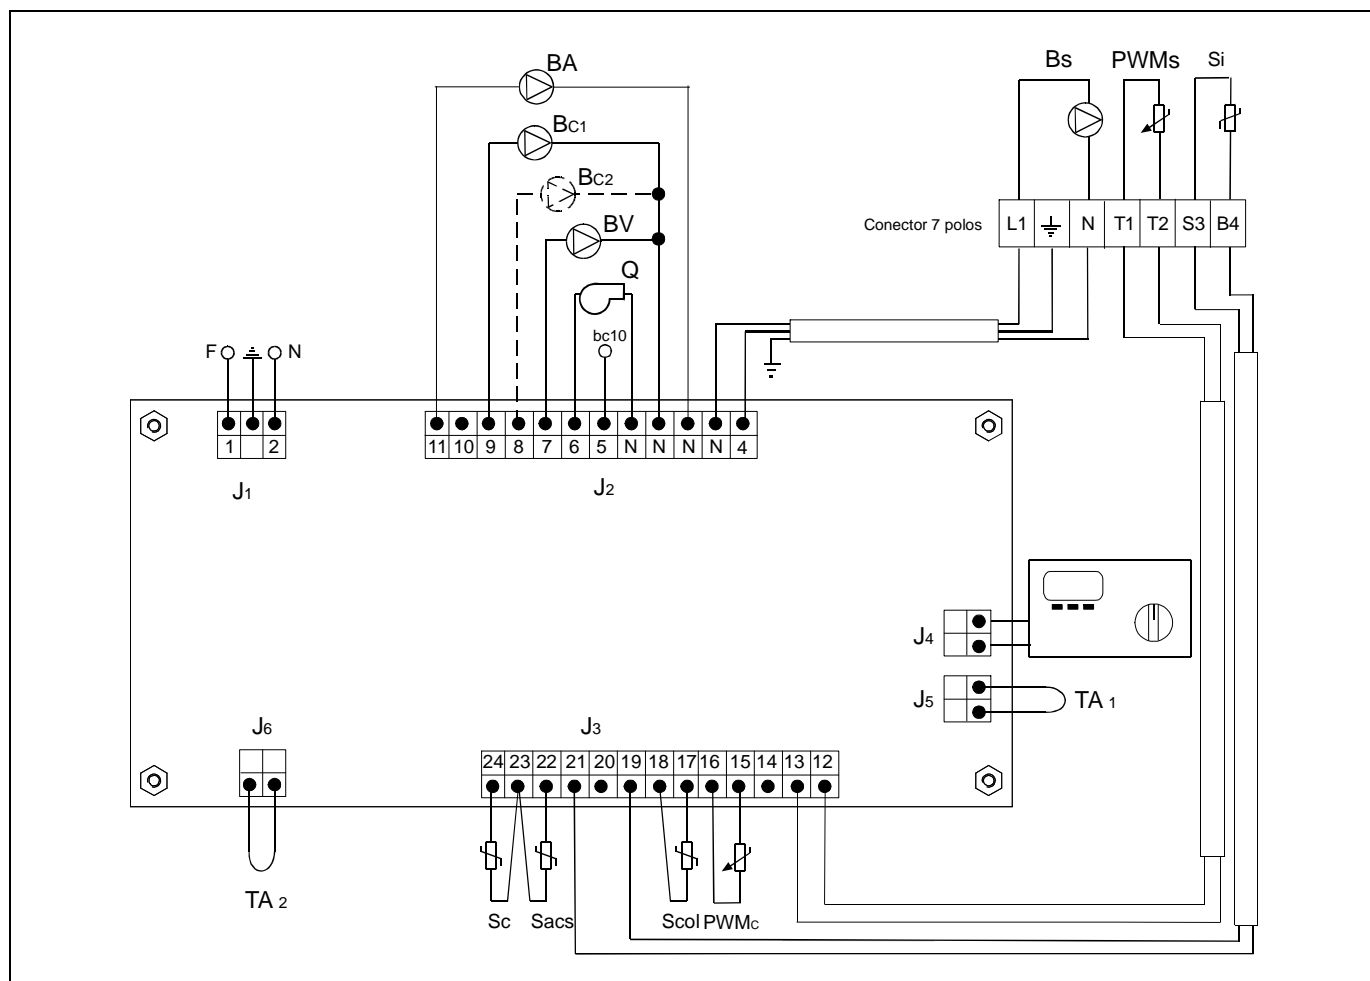 BA
Bs PWMs Si
BC1
BC2
BV
Conector 7 polos L1 N T1 T2 S3 B4
Q
bc10
F N
1 2
11 10 9 8 7 6 5 N N N N 4
J1
J2
J4
J5 TA 1
J6
J3
24 23 22 21 20 19 18 17 16 15 14 13 12
TA 2
Sc Sacs Scol PWMC